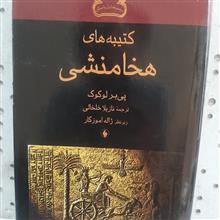 کتیبه‌های
هخامنشی
پی‌یر لوکوک
ترجمهٔ نازیلا خلخالی
زیر نظر ژاله آموزگار